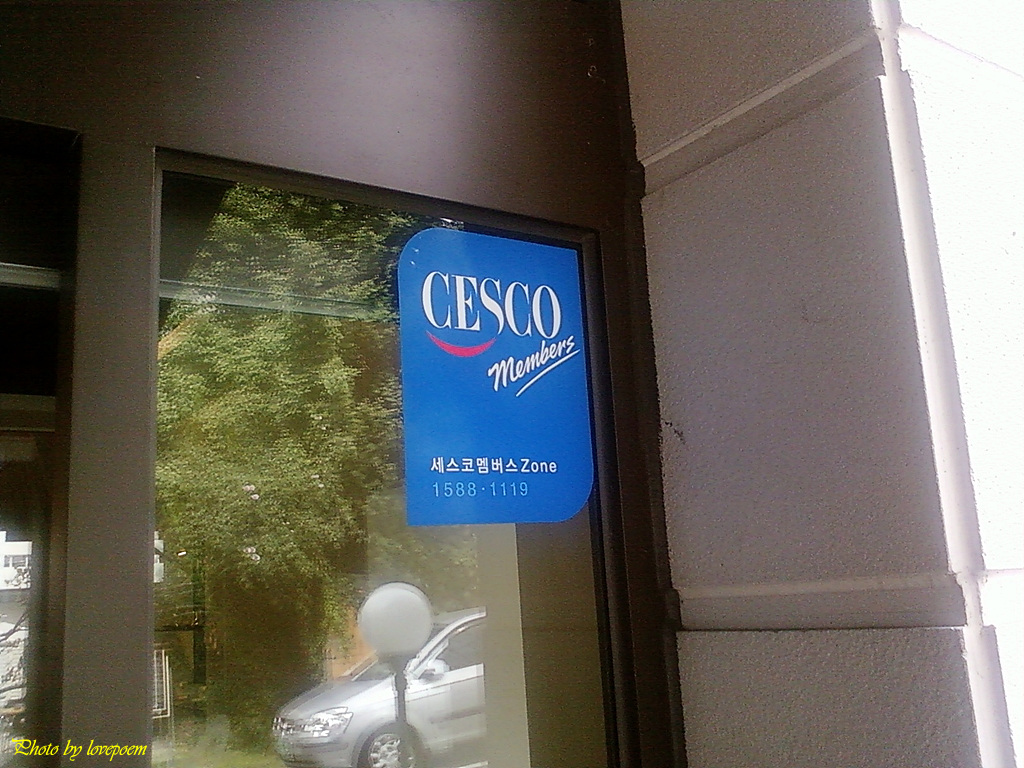 CESCO
Members
세스코멤버스Zone
1588·1119
Photo by lovepoem